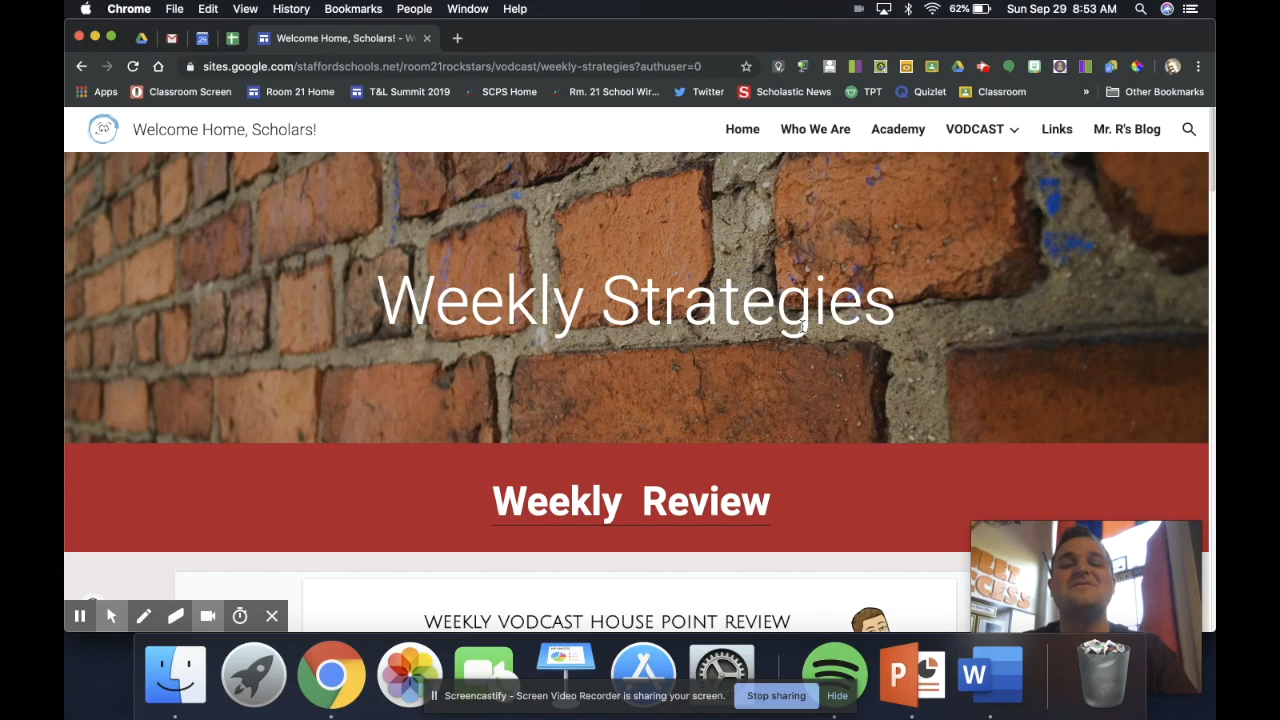 Chrome File Edit View History Bookmarks People Window Help 62% Sun Sep 29 8:53 AM
Welcome Home, Scholars! - W
sites.google.com/staffordschools.net/room21rockstars/vodcast/weekly-strategies?authuser=0
Apps Classroom Screen Room 21 Home T&L Summit 2019 SCPS Home Rm. 21 School Wir... Twitter Scholastic News TPT Quizlet Classroom » Other Bookmarks
Welcome Home, Scholars! Home Who We Are Academy VODCAST Links Mr. R's Blog
Weekly Strategies
Weekly Review
WEEKLY VODCAST HOUSE POINT REVIEW
Screencastify - Screen Video Recorder is sharing your screen. Stop sharing Hide